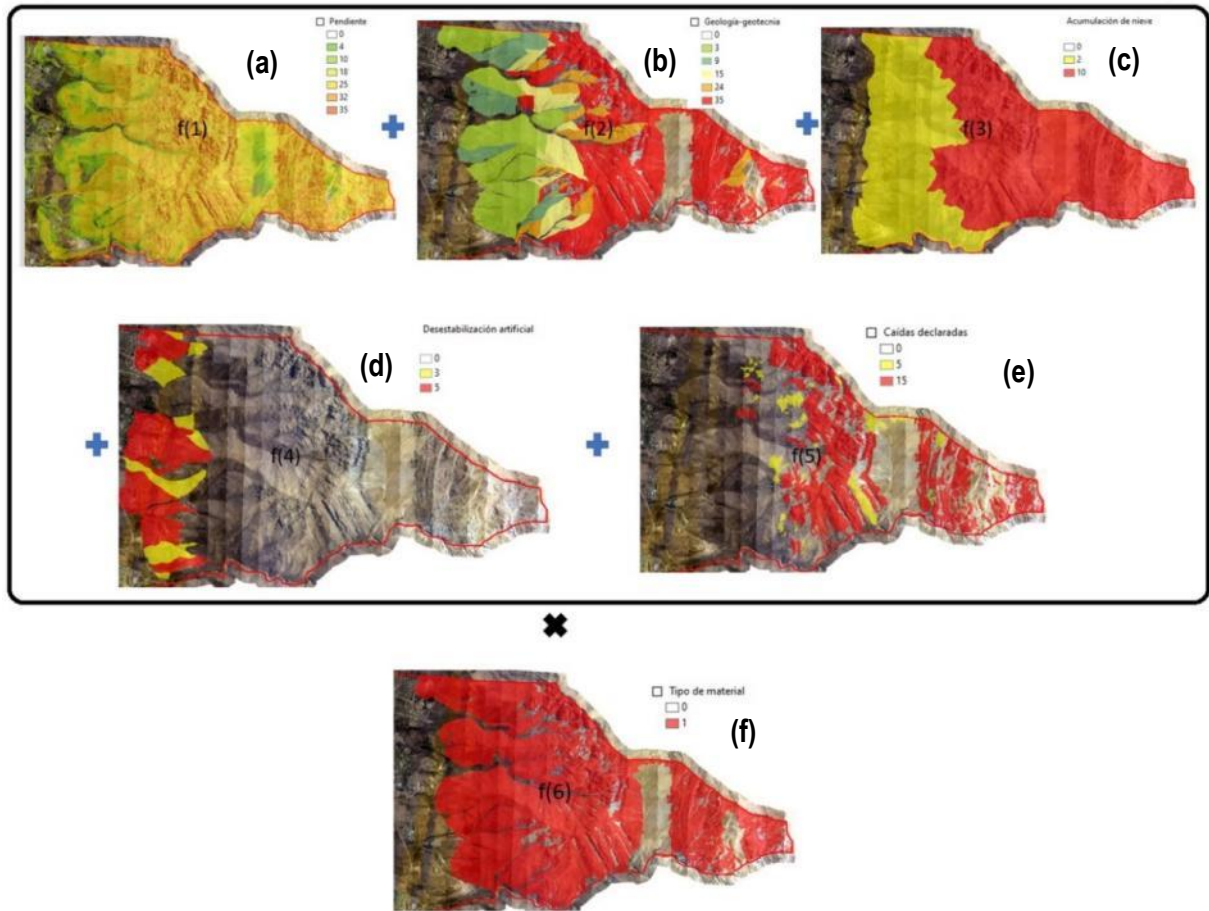 Pendiente
0
4
10
18
25
32
35
(a)
f(1)
Geología-geotecnia
0
3
9
15
24
35
(b)
f(2)
Acumulación de nieve
0
2
10
(c)
f(3)
Desestabilización artificial
0
3
5
(d)
f(4)
Caídas declaradas
0
5
15
(e)
f(5)
Tipo de material
0
1
(f)
f(6)